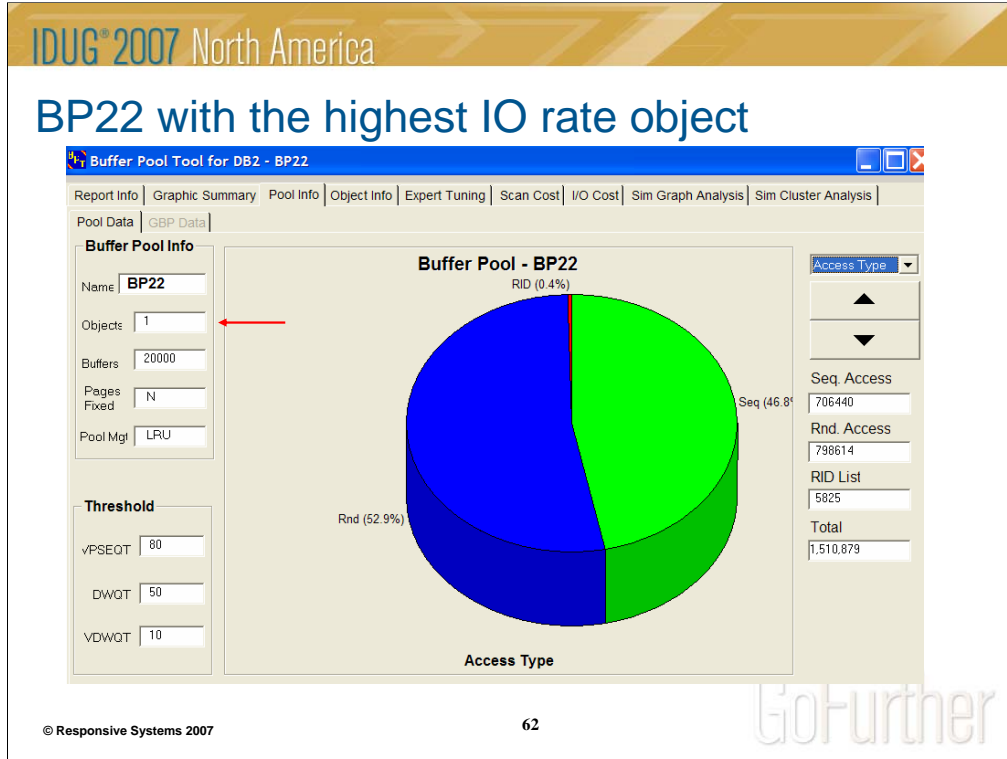 IDUG® 2007 North America
BP22 with the highest IO rate object
Buffer Pool Tool for DB2 - BP22
Report Info Graphic Summary Pool Info Object Info Expert Tuning Scan Cost I/O Cost Sim Graph Analysis Sim Cluster Analysis
Pool Data GBP Data
Buffer Pool Info
Name BP22
Objects 1
Buffers 20000
Pages Fixed N
Pool Mgt LRU
Threshold
VPSEQT 80
DWQT 50
VDWQT 10
Buffer Pool - BP22
RID (0.4%)
Seq (46.8%
Rnd (52.9%)
Access Type
Access Type
Seq. Access
706440
Rnd. Access
798614
RID List
5825
Total
1,510,879
© Responsive Systems 2007
62
GoFurther